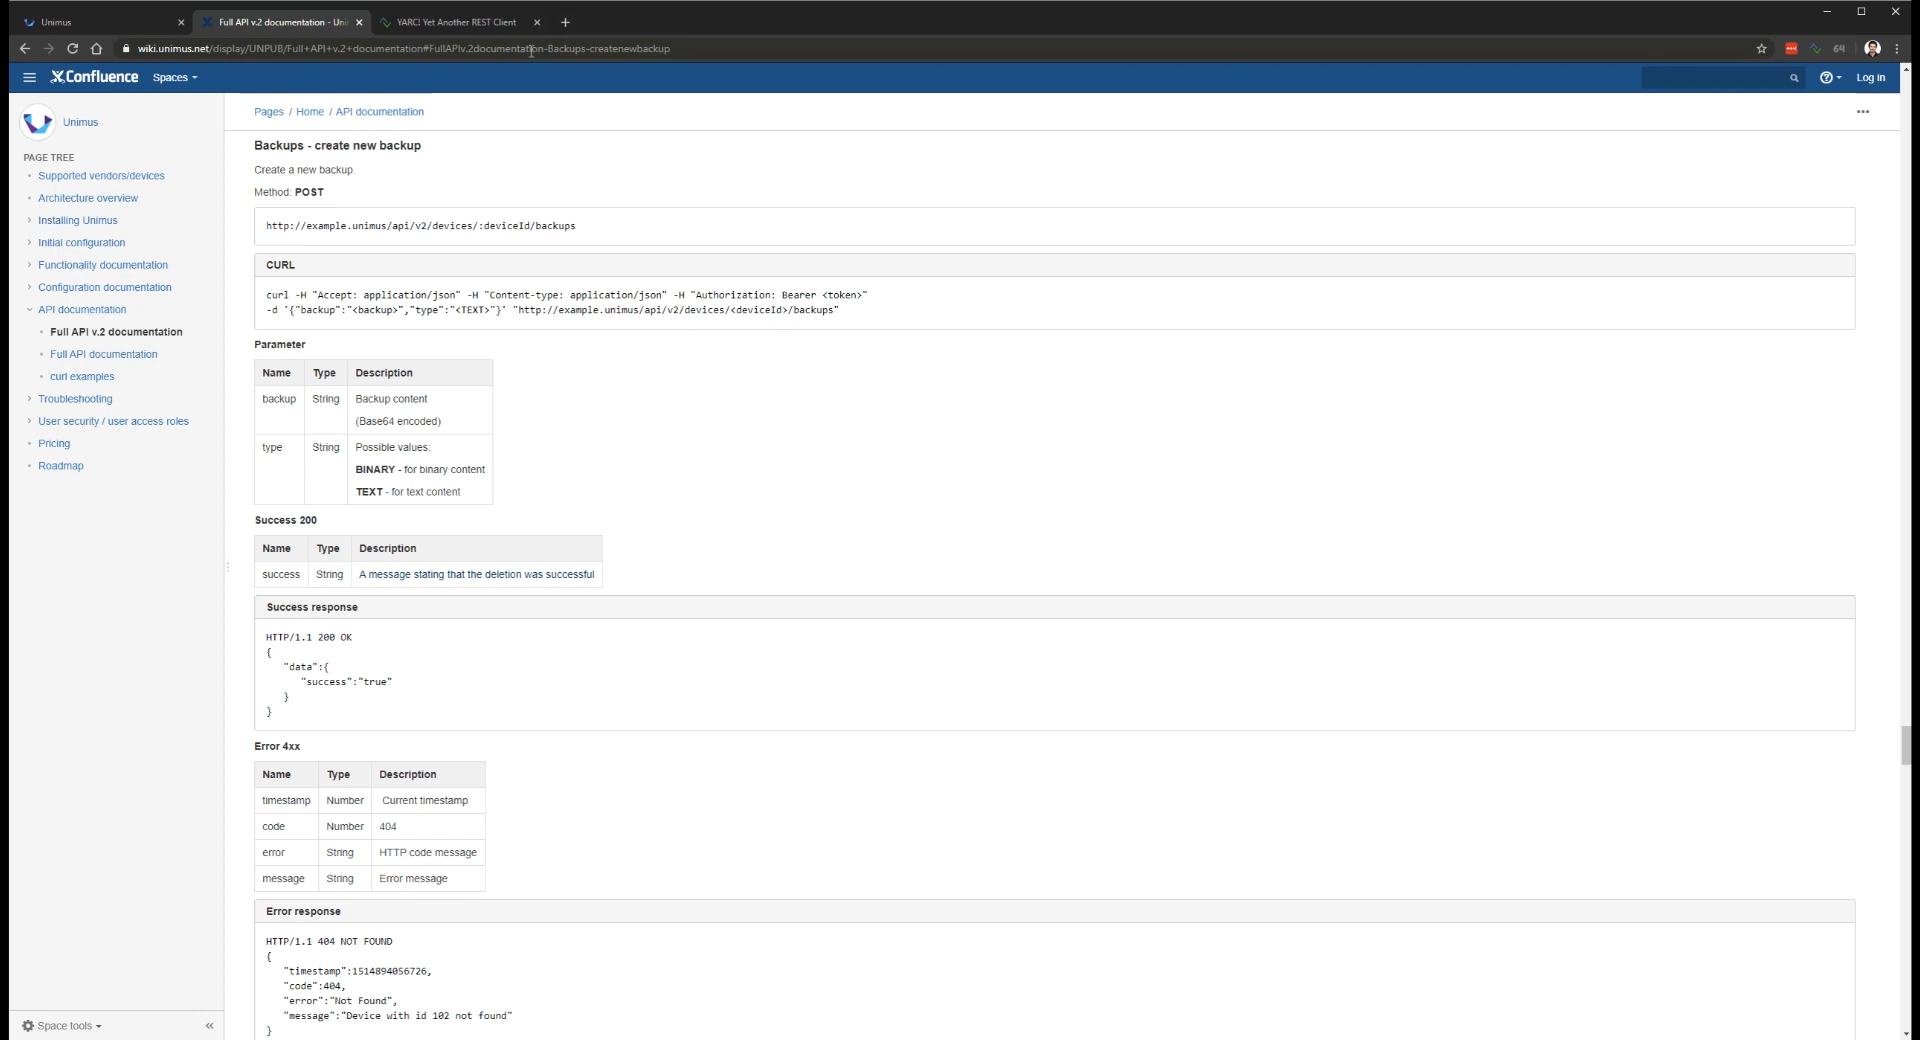 Unimus
Full API v.2 documentation - Uni
YARC! Yet Another REST Client
wiki.unimus.net/display/UNPUB/Full+API+v.2+documentation#FullAPIv.2documentation-Backups-createnewbackup
64
Confluence
Spaces
Log in
Unimus
PAGE TREE
Supported vendors/devices
Architecture overview
Installing Unimus
Initial configuration
Functionality documentation
Configuration documentation
API documentation
Full API v.2 documentation
Full API documentation
curl examples
Troubleshooting
User security / user access roles
Pricing
Roadmap
Space tools
Pages / Home / API documentation
Backups - create new backup
Create a new backup.
Method: POST
http://example.unimus/api/v2/devices/:deviceId/backups
CURL
curl -H "Accept: application/json" -H "Content-type: application/json" -H "Authorization: Bearer <token>"
-d '{"backup":"<backup>","type":"<TEXT>"}' "http://example.unimus/api/v2/devices/<deviceId>/backups"
Parameter
Name Type Description
backup String Backup content
(Base64 encoded)
type String Possible values:
BINARY - for binary content
TEXT - for text content
Success 200
Name Type Description
success String A message stating that the deletion was successful
Success response
HTTP/1.1 200 OK
{
"data":{
"success":"true"
}
}
Error 4xx
Name Type Description
timestamp Number Current timestamp
code Number 404
error String HTTP code message
message String Error message
Error response
HTTP/1.1 404 NOT FOUND
{
"timestamp":1514894056726,
"code":404,
"error":"Not Found",
"message":"Device with id 102 not found"
}